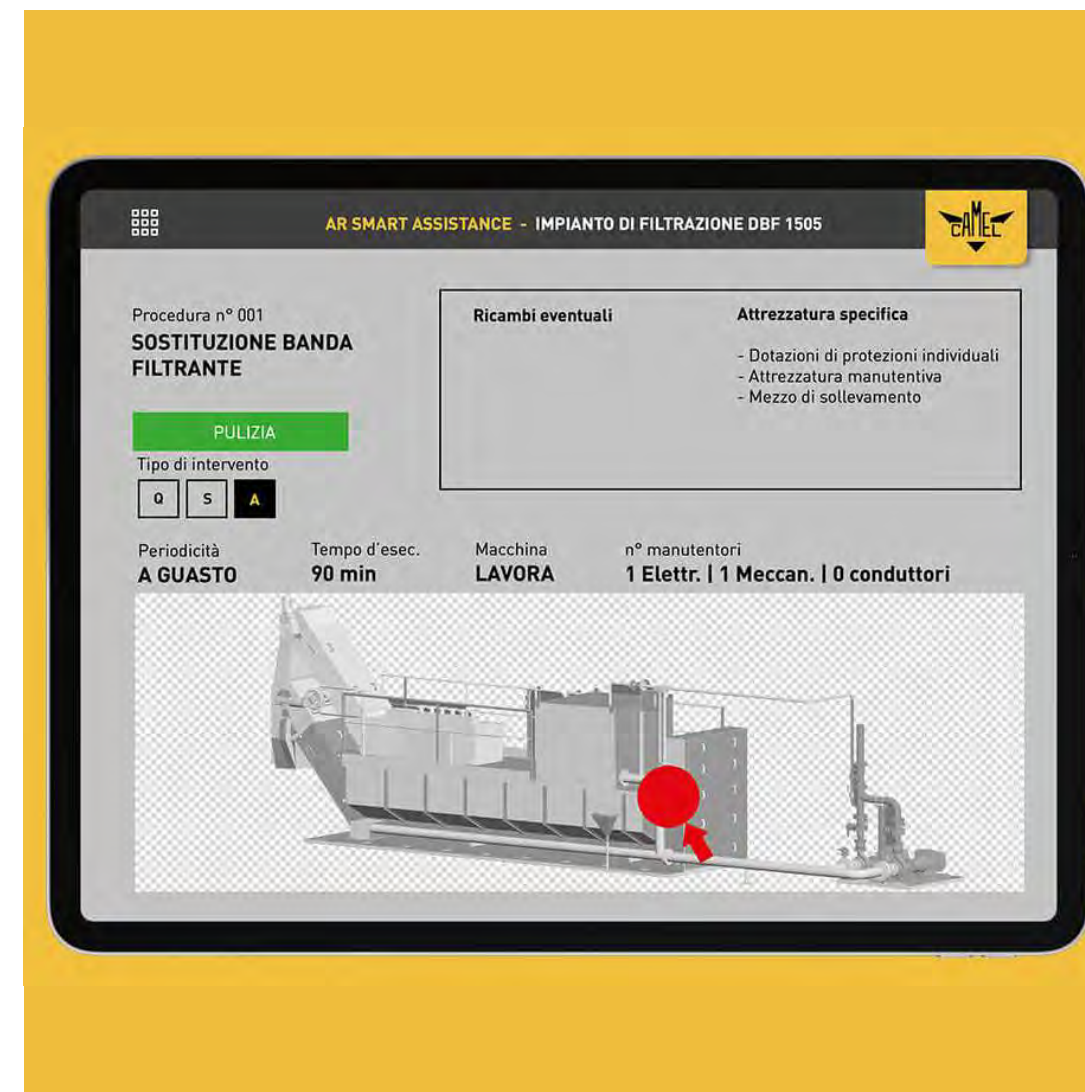 AR SMART ASSISTANCE - IMPIANTO DI FILTRAZIONE DBF 1505
CAMEL
Procedura n° 001
SOSTITUZIONE BANDA
FILTRANTE
PULIZIA
Tipo di intervento
Q S A
Ricambi eventuali
Attrezzatura specifica
- Dotazioni di protezioni individuali
- Attrezzatura manutentiva
- Mezzo di sollevamento
Periodicità
A GUASTO
Tempo d'esec.
90 min
Macchina
LAVORA
n° manutentori
1 Elettr. | 1 Meccan. | 0 conduttori